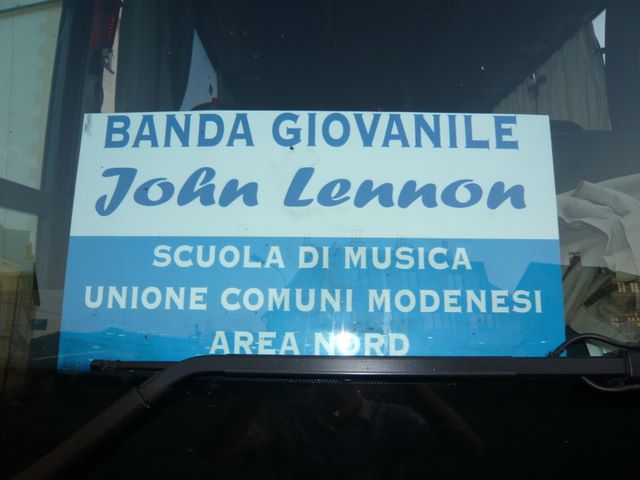 BANDA GIOVANILE
John Lennon
SCUOLA DI MUSICA
UNIONE COMUNI MODENESI
AREA NORD